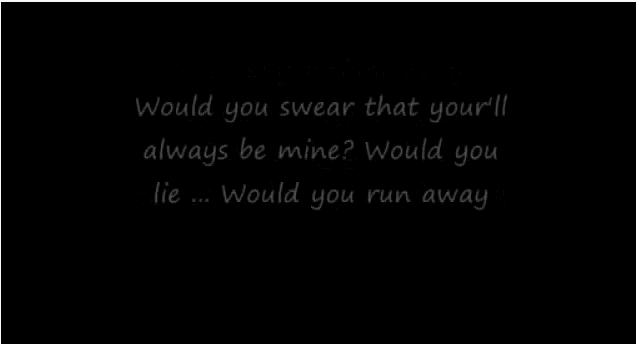 Would you swear that your'll
always be mine? Would you
lie ... Would you run away